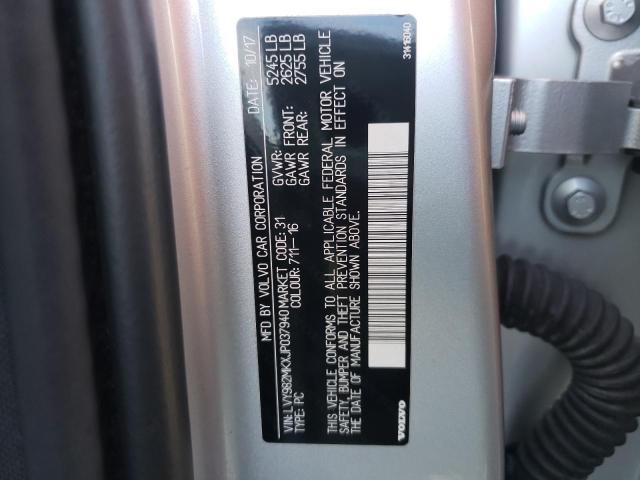 MFD BY VOLVO CAR CORPORATION DATE: 10/17
GVWR: 5245 LB
GAWR FRONT: 2625 LB
GAWR REAR: 2755 LB
VIN: LVY982MKXJP037940 MARKET CODE: 31
TYPE: PC COLOUR: 711-16
THIS VEHICLE CONFORMS TO ALL APPLICABLE FEDERAL MOTOR VEHICLE
SAFETY, BUMPER AND THEFT PREVENTION STANDARDS IN EFFECT ON
THE DATE OF MANUFACTURE SHOWN ABOVE.
VOLVO
31416040